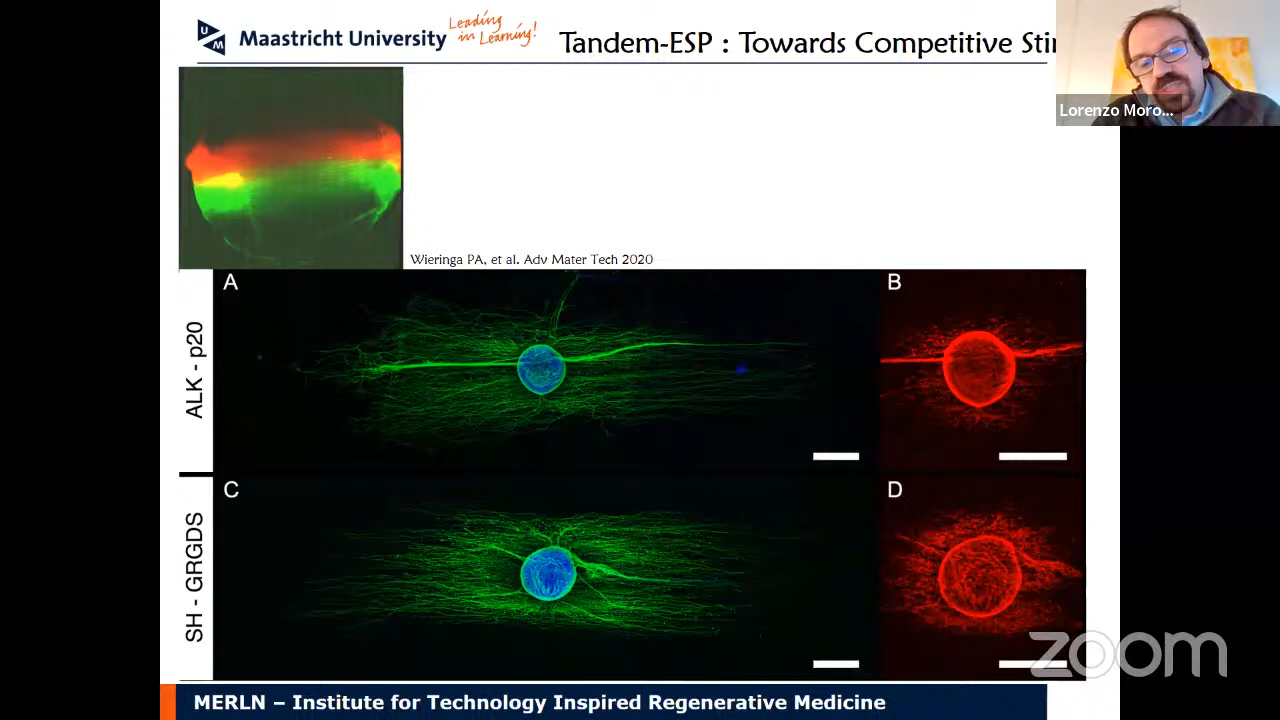 UM
Maastricht University
Leading
in Learning!
Tandem-ESP : Towards Competitive Sti
Lorenzo Moro...
Wieringa PA, et al. Adv Mater Tech 2020
A
B
ALK - p20
C
D
SH - GRGDS
zoom
MERLN – Institute for Technology Inspired Regenerative Medicine